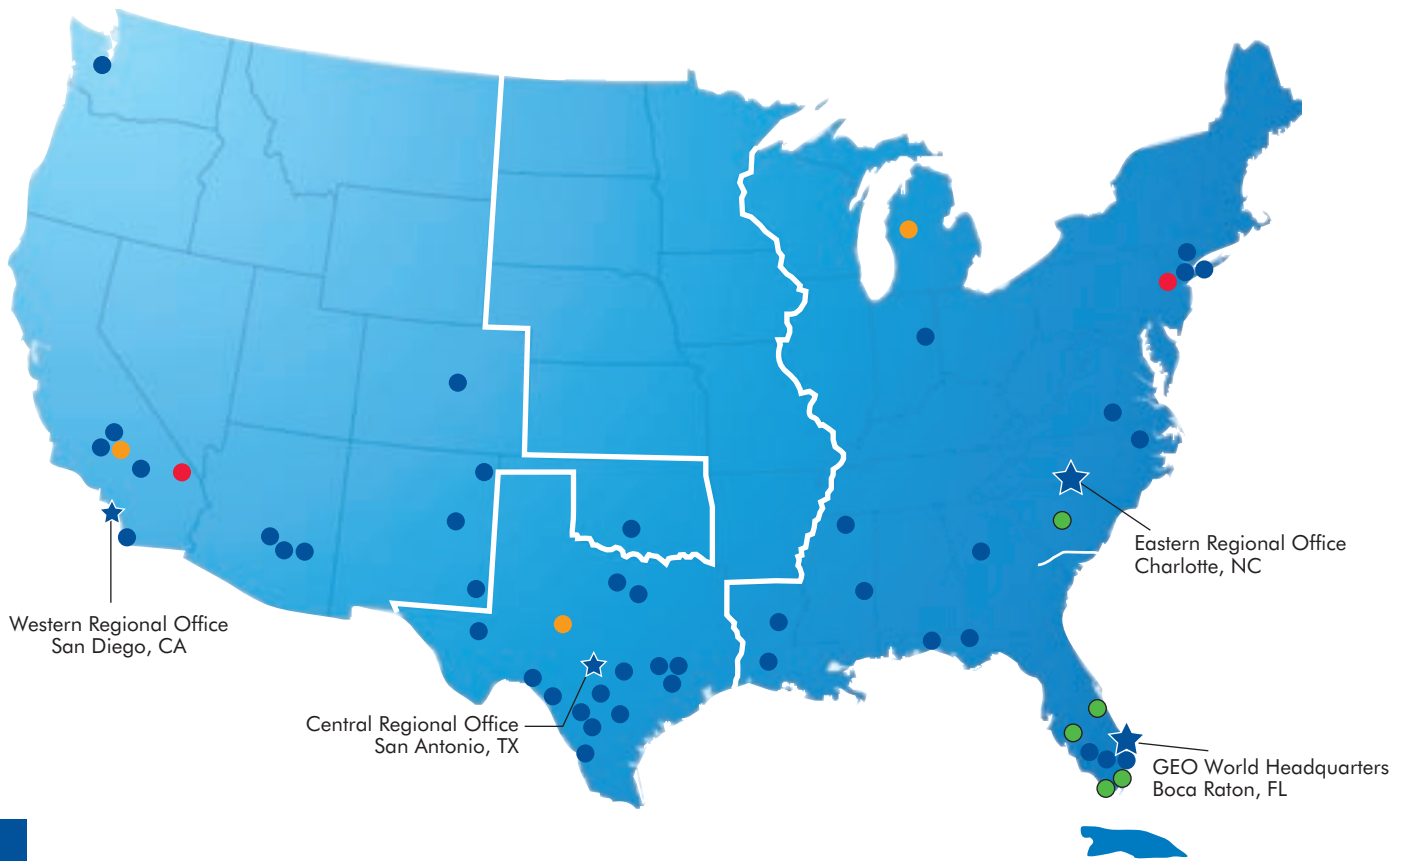 Eastern Regional Office
Charlotte, NC
Western Regional Office
San Diego, CA
Central Regional Office
San Antonio, TX
GEO World Headquarters
Boca Raton, FL